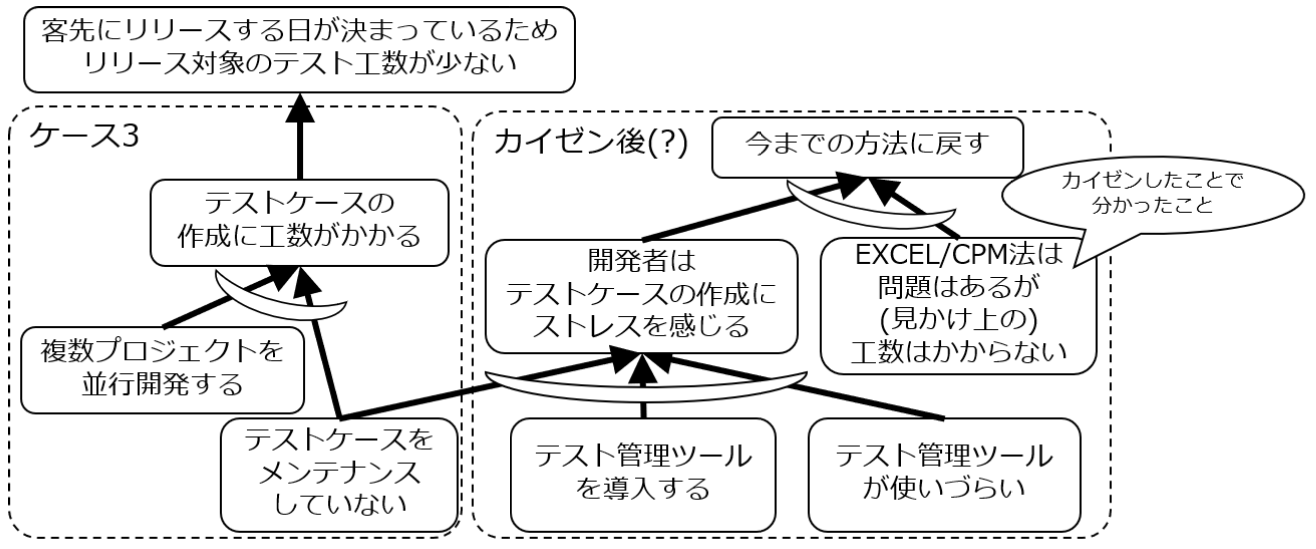 客先にリリースする日が決まっているため
リリース対象のテスト工数が少ない
ケース3
テストケースの
作成に工数がかかる
複数プロジェクトを
並行開発する
テストケースを
メンテナンス
していない
カイゼン後(?)
今までの方法に戻す
カイゼンしたことで
分かったこと
開発者は
テストケースの作成に
ストレスを感じる
EXCEL/CPM法は
問題はあるが
(見かけ上の)
工数はかからない
テスト管理ツール
を導入する
テスト管理ツール
が使いづらい